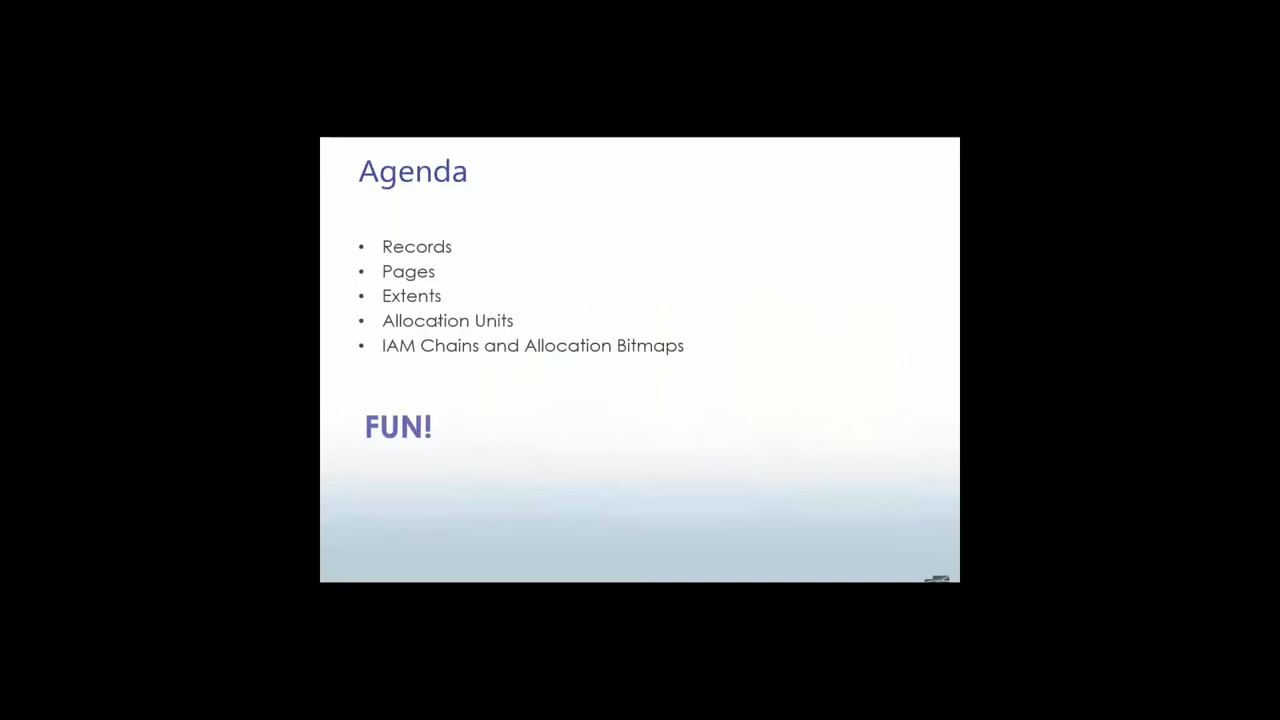 Agenda
• Records
• Pages
• Extents
• Allocation Units
• IAM Chains and Allocation Bitmaps
FUN!